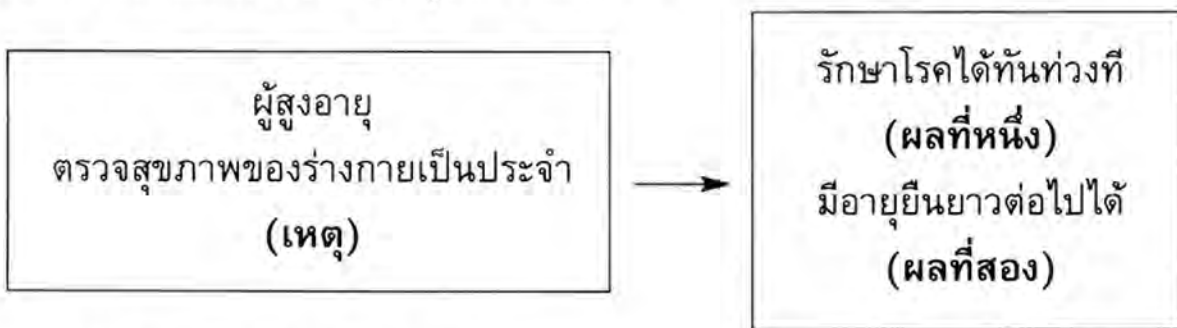 ผู้สูงอายุ
ตรวจสุขภาพของร่างกายเป็นประจำ
(เหตุ)
รักษาโรคได้ทันท่วงที
(ผลที่หนึ่ง)
มีอายุยืนยาวต่อไปได้
(ผลที่สอง)